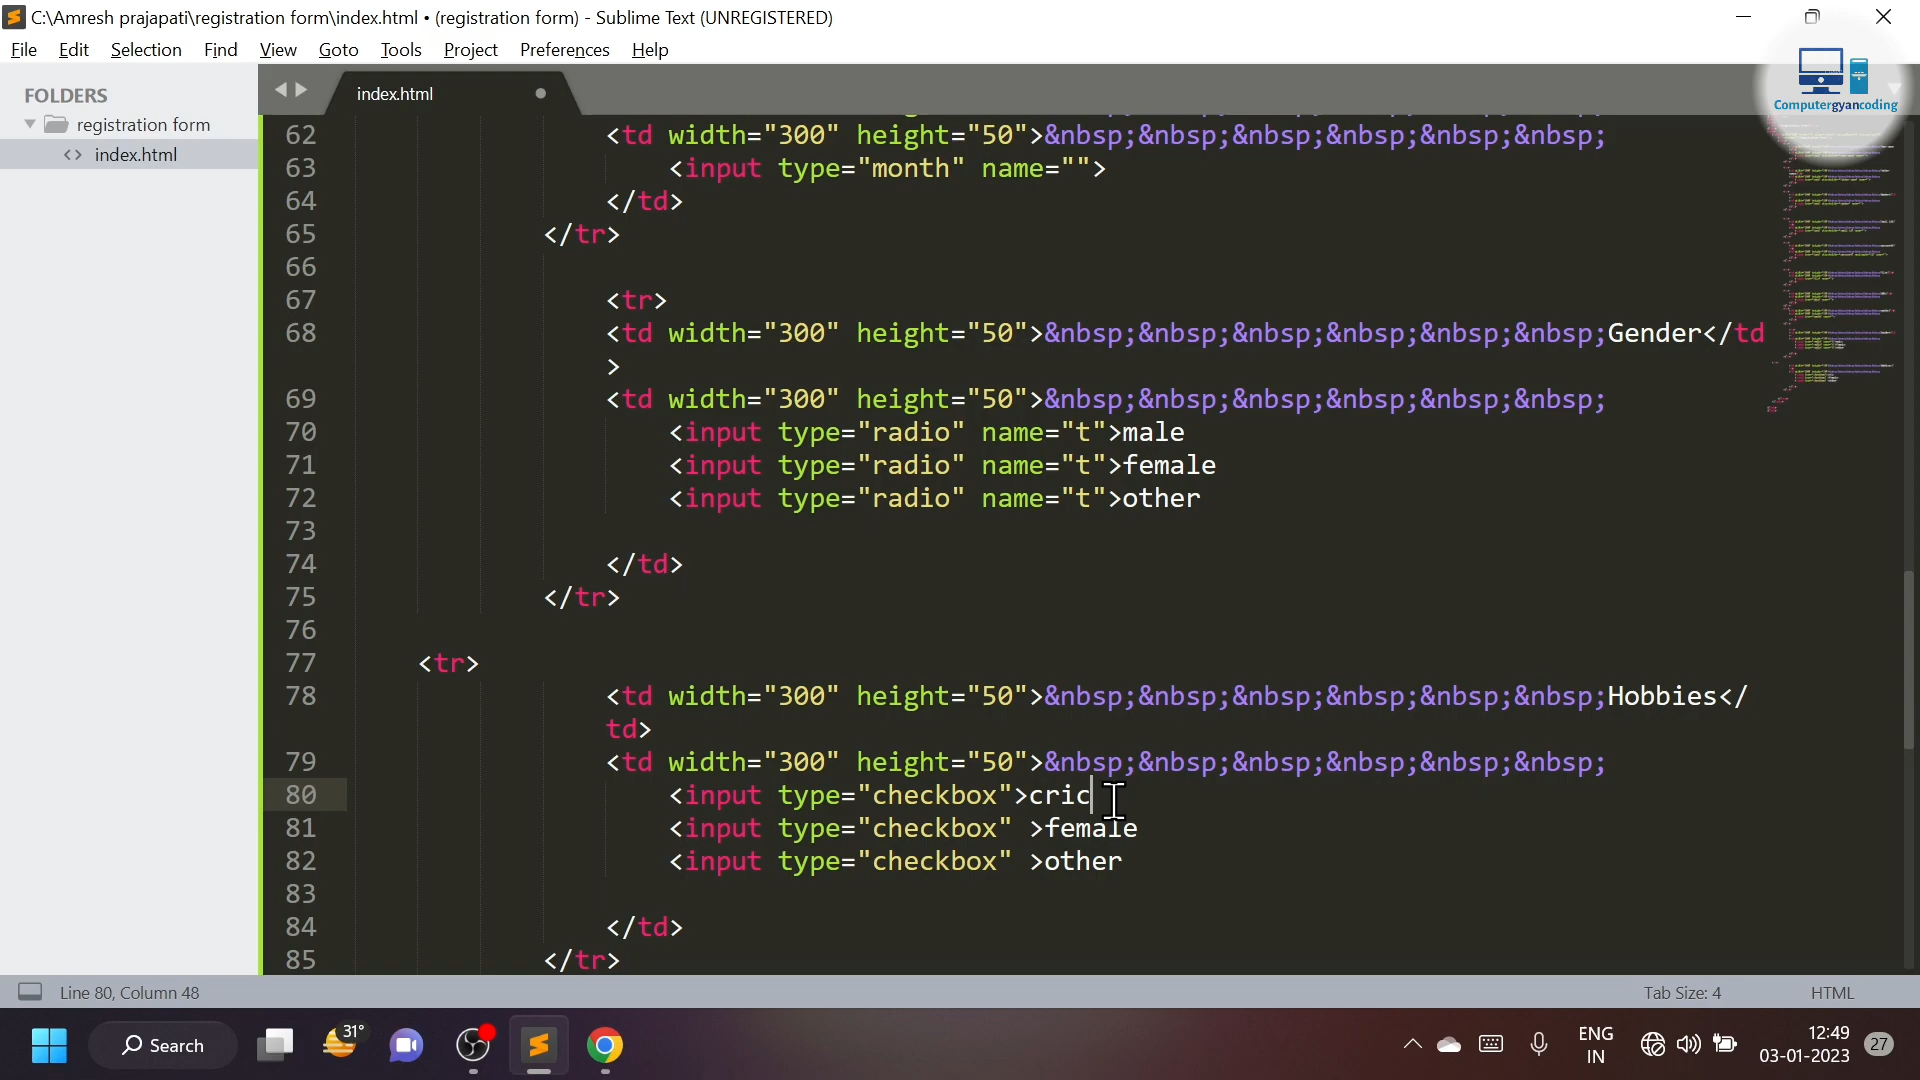 C:\Amresh prajapati\registration form\index.html • (registration form) - Sublime Text (UNREGISTERED)
File Edit Selection Find View Goto Tools Project Preferences Help
Computergyancoding
FOLDERS
registration form
<> index.html
index.html
62 <td width="300" height="50">&nbsp;&nbsp;&nbsp;&nbsp;&nbsp;&nbsp;
63 <input type="month" name="">
64 </td>
65 </tr>
66
67 <tr>
68 <td width="300" height="50">&nbsp;&nbsp;&nbsp;&nbsp;&nbsp;&nbsp;Gender</td
>
69 <td width="300" height="50">&nbsp;&nbsp;&nbsp;&nbsp;&nbsp;&nbsp;
70 <input type="radio" name="t">male
71 <input type="radio" name="t">female
72 <input type="radio" name="t">other
73
74 </td>
75 </tr>
76
77 <tr>
78 <td width="300" height="50">&nbsp;&nbsp;&nbsp;&nbsp;&nbsp;&nbsp;Hobbies</
td>
79 <td width="300" height="50">&nbsp;&nbsp;&nbsp;&nbsp;&nbsp;&nbsp;
80 <input type="checkbox">cric
81 <input type="checkbox" >female
82 <input type="checkbox" >other
83
84 </td>
85 </tr>
Line 80, Column 48 Tab Size: 4 HTML
Search 31° ENG IN 12:49 03-01-2023 27